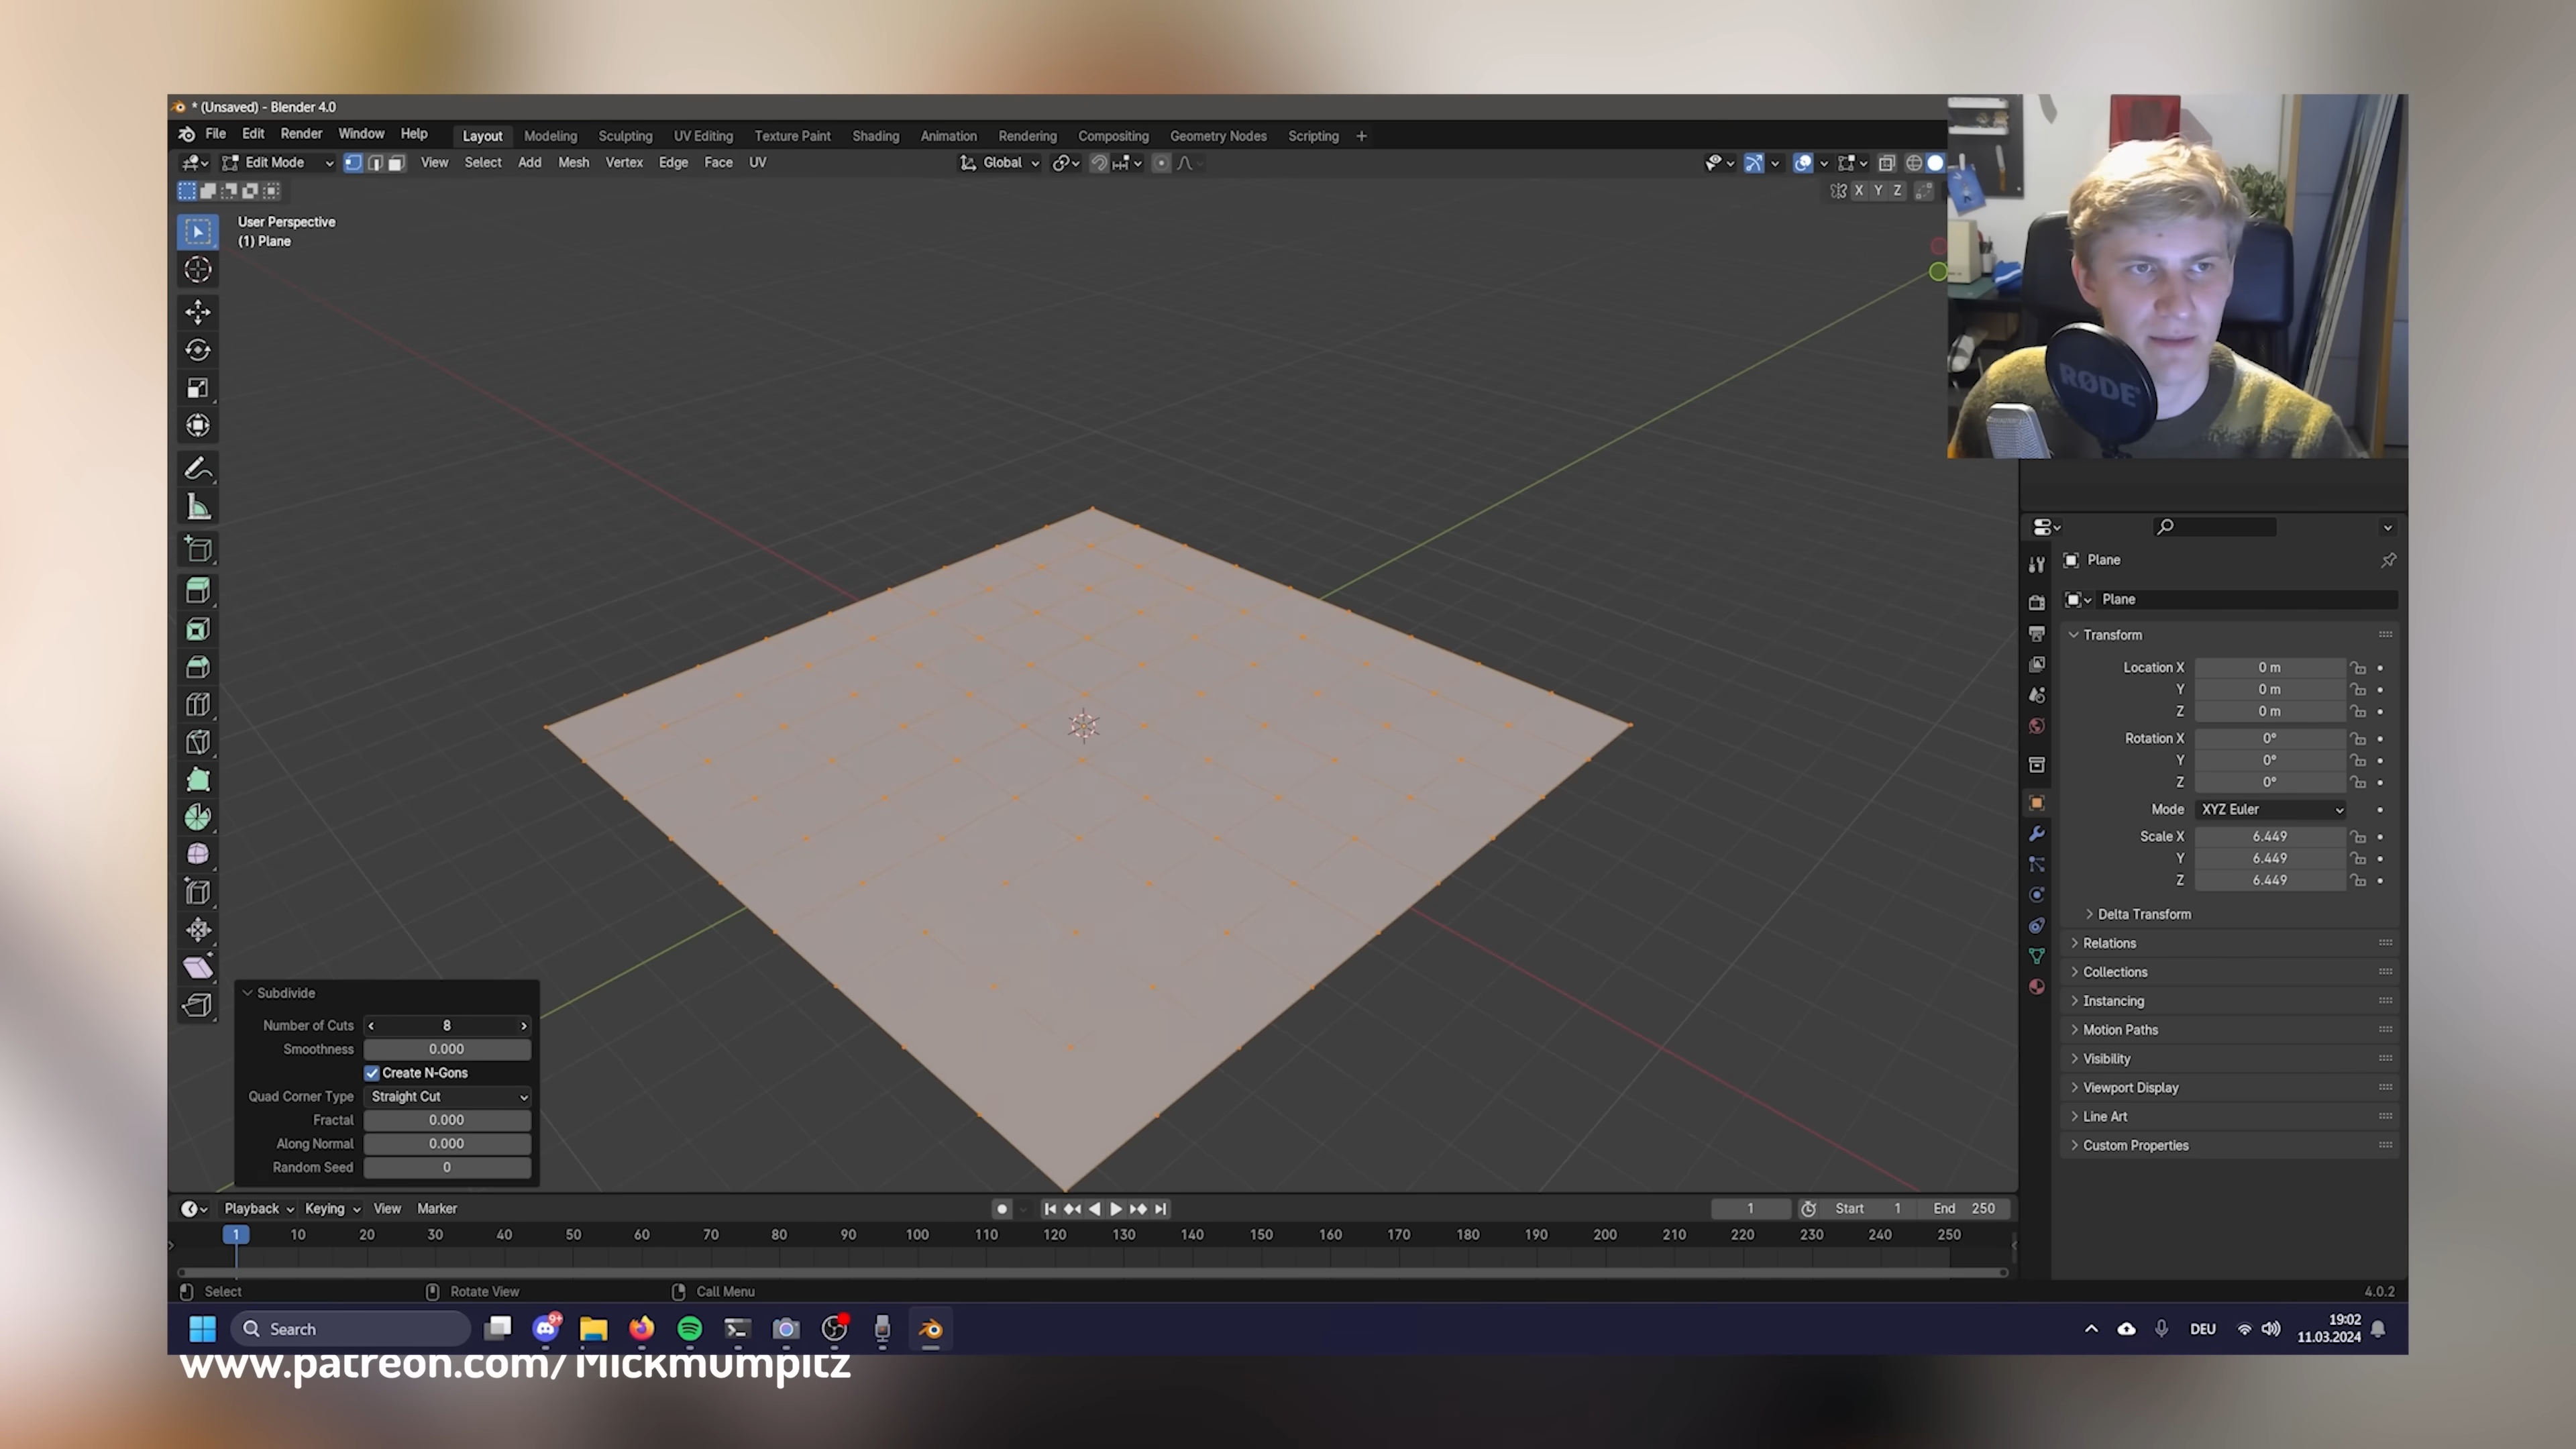 * (Unsaved) - Blender 4.0
File Edit Render Window Help Layout Modeling Sculpting UV Editing Texture Paint Shading Animation Rendering Compositing Geometry Nodes Scripting +
Edit Mode View Select Add Mesh Vertex Edge Face UV Global
X Y Z
User Perspective
(1) Plane
RØDE
Plane
Plane
Transform
Location X 0 m
Y 0 m
Z 0 m
Rotation X 0°
Y 0°
Z 0°
Mode XYZ Euler
Scale X 6.449
Y 6.449
Z 6.449
Delta Transform
Relations
Collections
Instancing
Motion Paths
Visibility
Viewport Display
Line Art
Custom Properties
Subdivide
Number of Cuts 8
Smoothness 0.000
Create N-Gons
Quad Corner Type Straight Cut
Fractal 0.000
Along Normal 0.000
Random Seed 0
Playback Keying View Marker 1 Start 1 End 250
1 10 20 30 40 50 60 70 80 90 100 110 120 130 140 150 160 170 180 190 200 210 220 230 240 250
Select Rotate View Call Menu 4.0.2
Search 9+ DEU 19:02
11.03.2024
www.patreon.com/Mickmumpitz